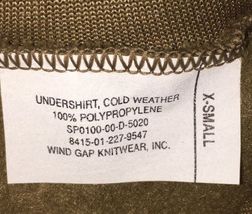 UNDERSHIRT, COLD WEATHER
100% POLYPROPYLENE
SP0100-00-D-5020
8415-01-227-9547
WIND GAP KNITWEAR, INC.
X-SMALL